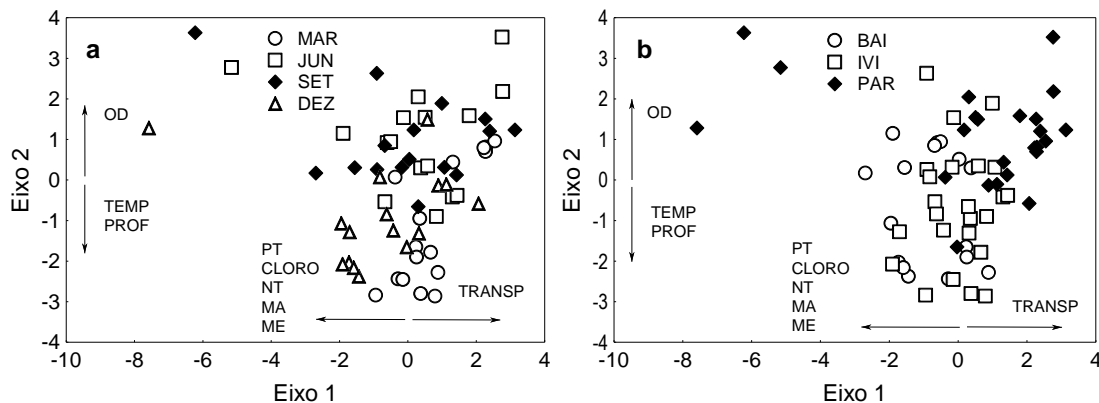 a
MAR
JUN
SET
DEZ
OD
TEMP
PROF
PT
CLORO
NT
MA
ME
TRANSP
4
3
2
1
0
-1
-2
-3
-4
-10
-8
-6
-4
-2
0
2
4
Eixo 2
Eixo 1
b
BAI
IVI
PAR
OD
TEMP
PROF
PT
CLORO
NT
MA
ME
TRANSP
4
3
2
1
0
-1
-2
-3
-4
-10
-8
-6
-4
-2
0
2
4
Eixo 2
Eixo 1